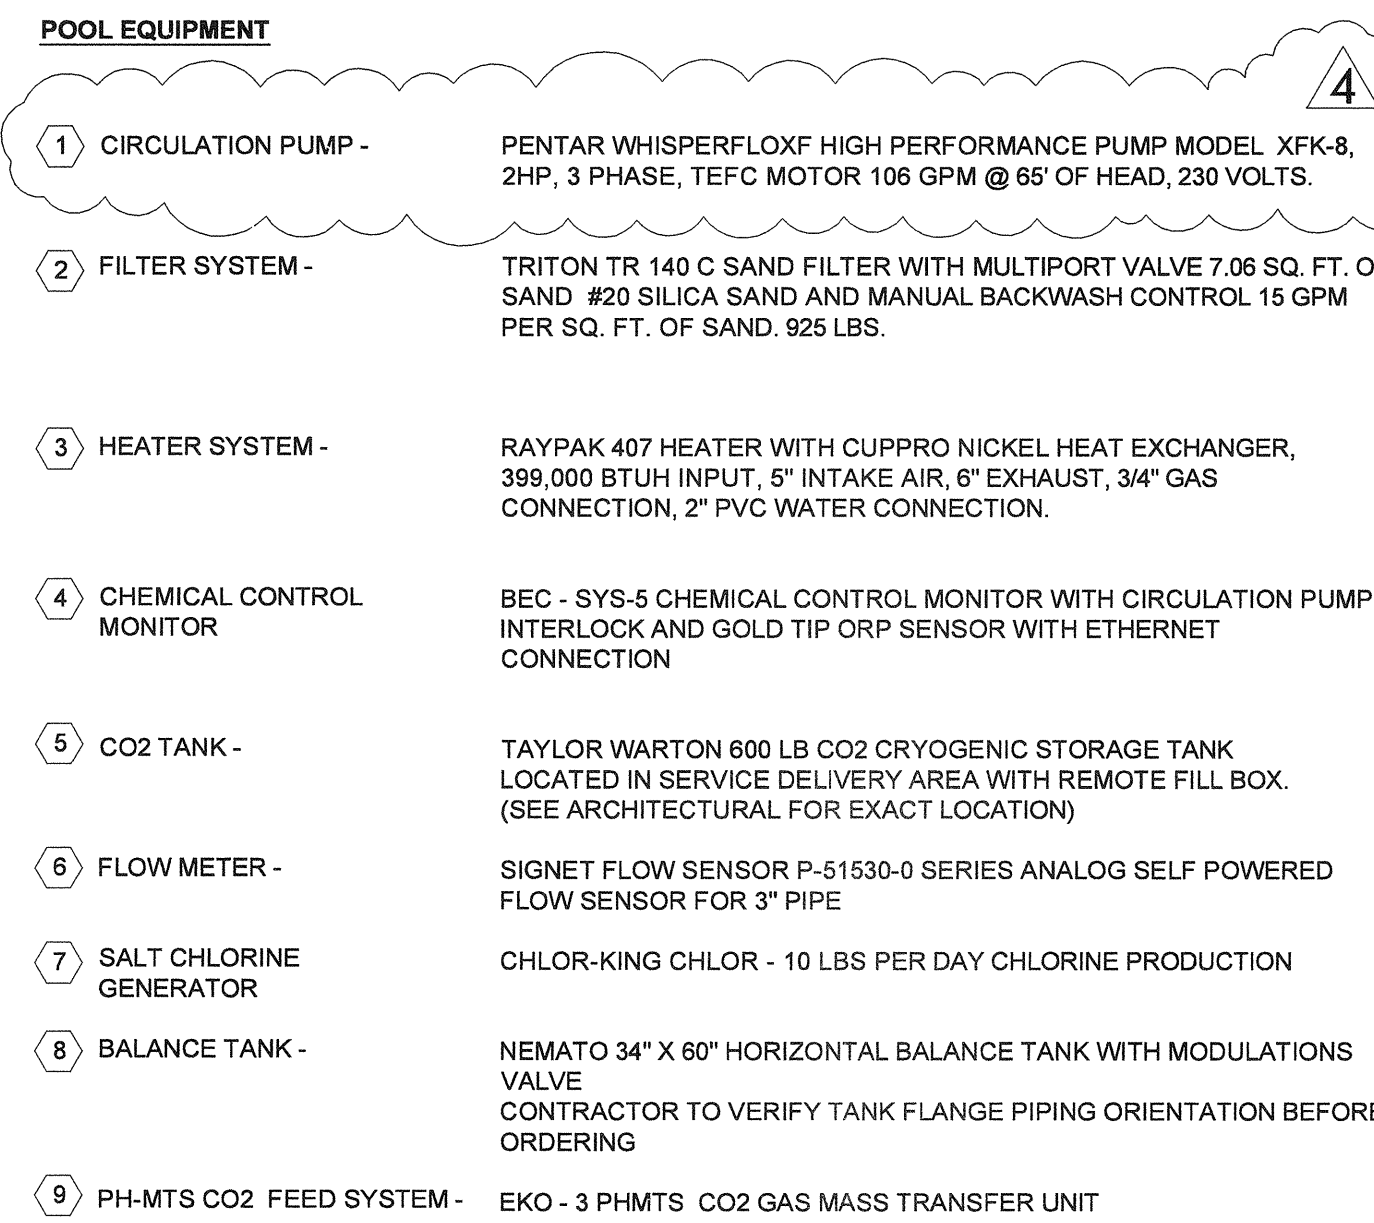 POOL EQUIPMENT
4
1 CIRCULATION PUMP - PENTAR WHISPERFLOXF HIGH PERFORMANCE PUMP MODEL XFK-8,
2HP, 3 PHASE, TEFC MOTOR 106 GPM @ 65' OF HEAD, 230 VOLTS.
2 FILTER SYSTEM - TRITON TR 140 C SAND FILTER WITH MULTIPORT VALVE 7.06 SQ. FT. O
SAND #20 SILICA SAND AND MANUAL BACKWASH CONTROL 15 GPM
PER SQ. FT. OF SAND. 925 LBS.
3 HEATER SYSTEM - RAYPAK 407 HEATER WITH CUPPRO NICKEL HEAT EXCHANGER,
399,000 BTUH INPUT, 5" INTAKE AIR, 6" EXHAUST, 3/4" GAS
CONNECTION, 2" PVC WATER CONNECTION.
4 CHEMICAL CONTROL BEC - SYS-5 CHEMICAL CONTROL MONITOR WITH CIRCULATION PUMP
MONITOR INTERLOCK AND GOLD TIP ORP SENSOR WITH ETHERNET
CONNECTION
5 CO2 TANK - TAYLOR WARTON 600 LB CO2 CRYOGENIC STORAGE TANK
LOCATED IN SERVICE DELIVERY AREA WITH REMOTE FILL BOX.
(SEE ARCHITECTURAL FOR EXACT LOCATION)
6 FLOW METER - SIGNET FLOW SENSOR P-51530-0 SERIES ANALOG SELF POWERED
FLOW SENSOR FOR 3" PIPE
7 SALT CHLORINE CHLOR-KING CHLOR - 10 LBS PER DAY CHLORINE PRODUCTION
GENERATOR
8 BALANCE TANK - NEMATO 34" X 60" HORIZONTAL BALANCE TANK WITH MODULATIONS
VALVE
CONTRACTOR TO VERIFY TANK FLANGE PIPING ORIENTATION BEFORE
ORDERING
9 PH-MTS CO2 FEED SYSTEM - EKO - 3 PHMTS CO2 GAS MASS TRANSFER UNIT